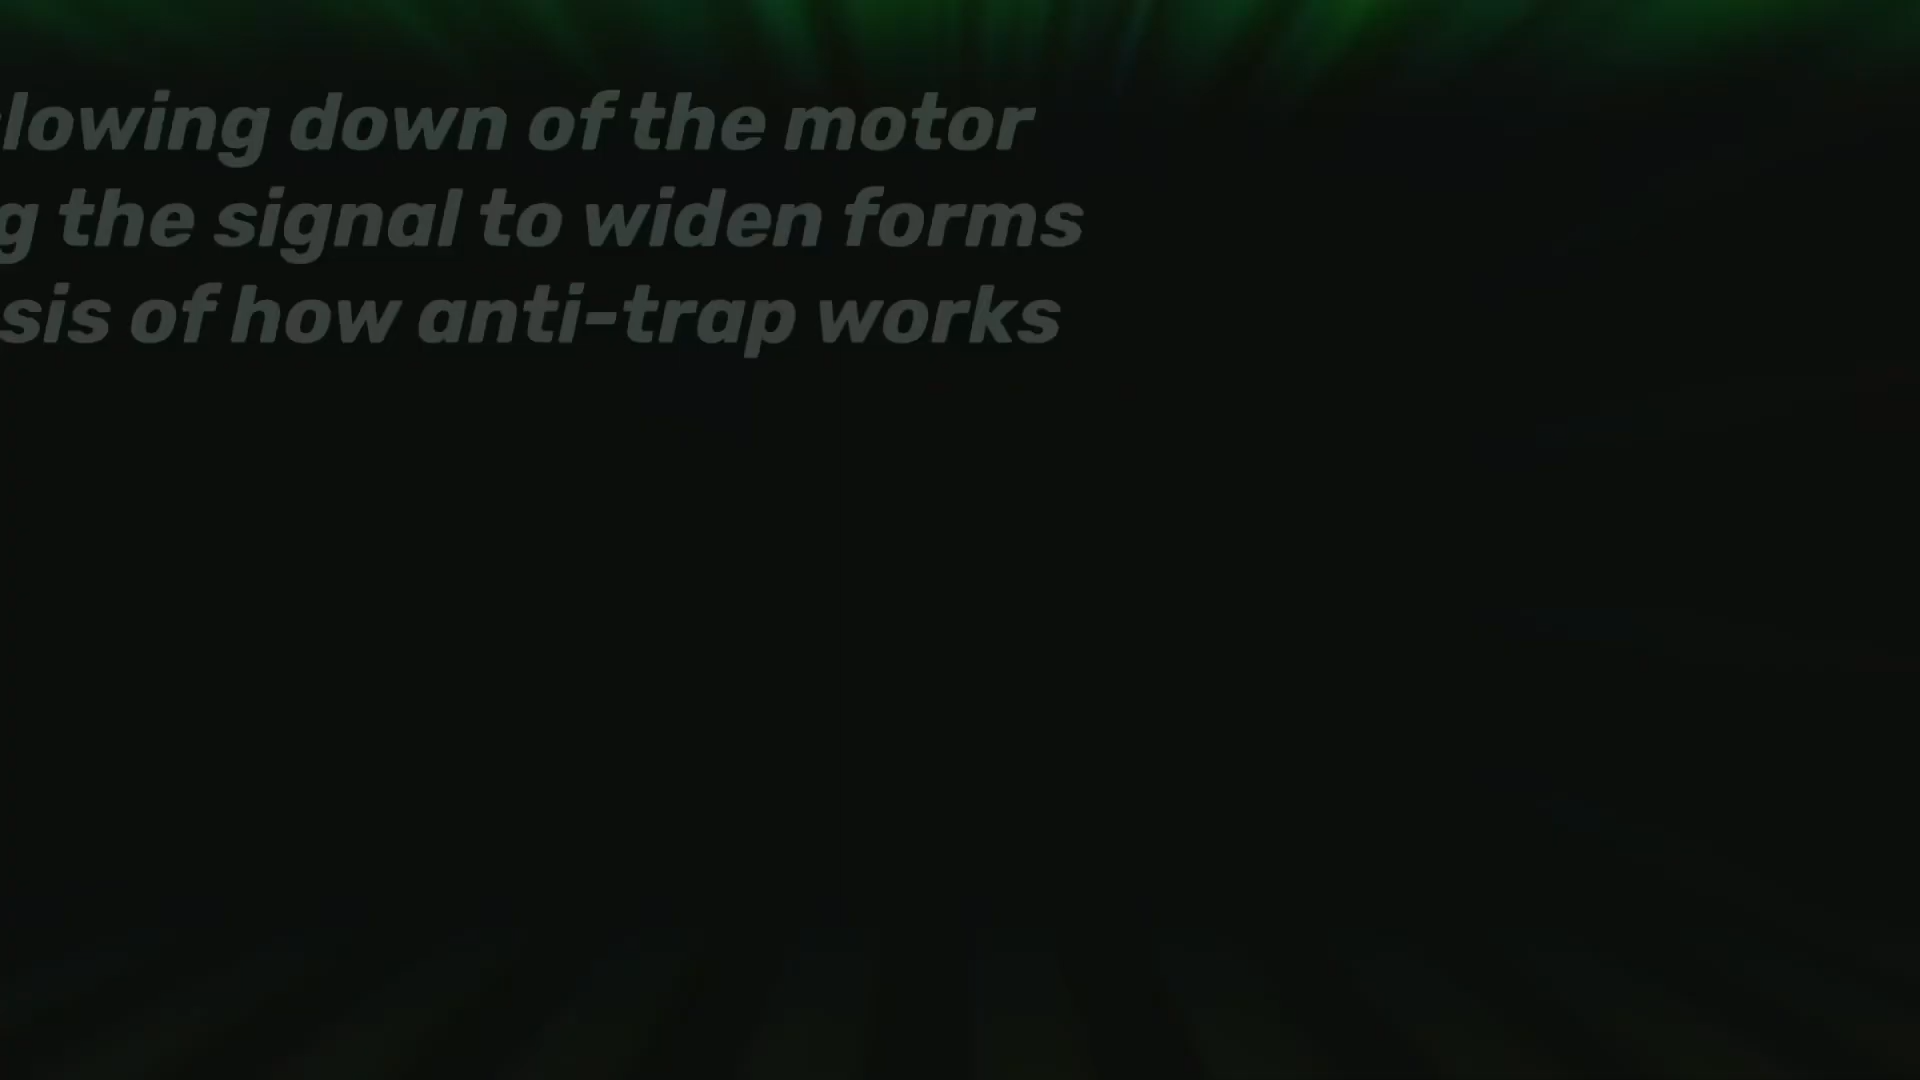 lowing down of the motor
g the signal to widen forms
sis of how anti-trap works